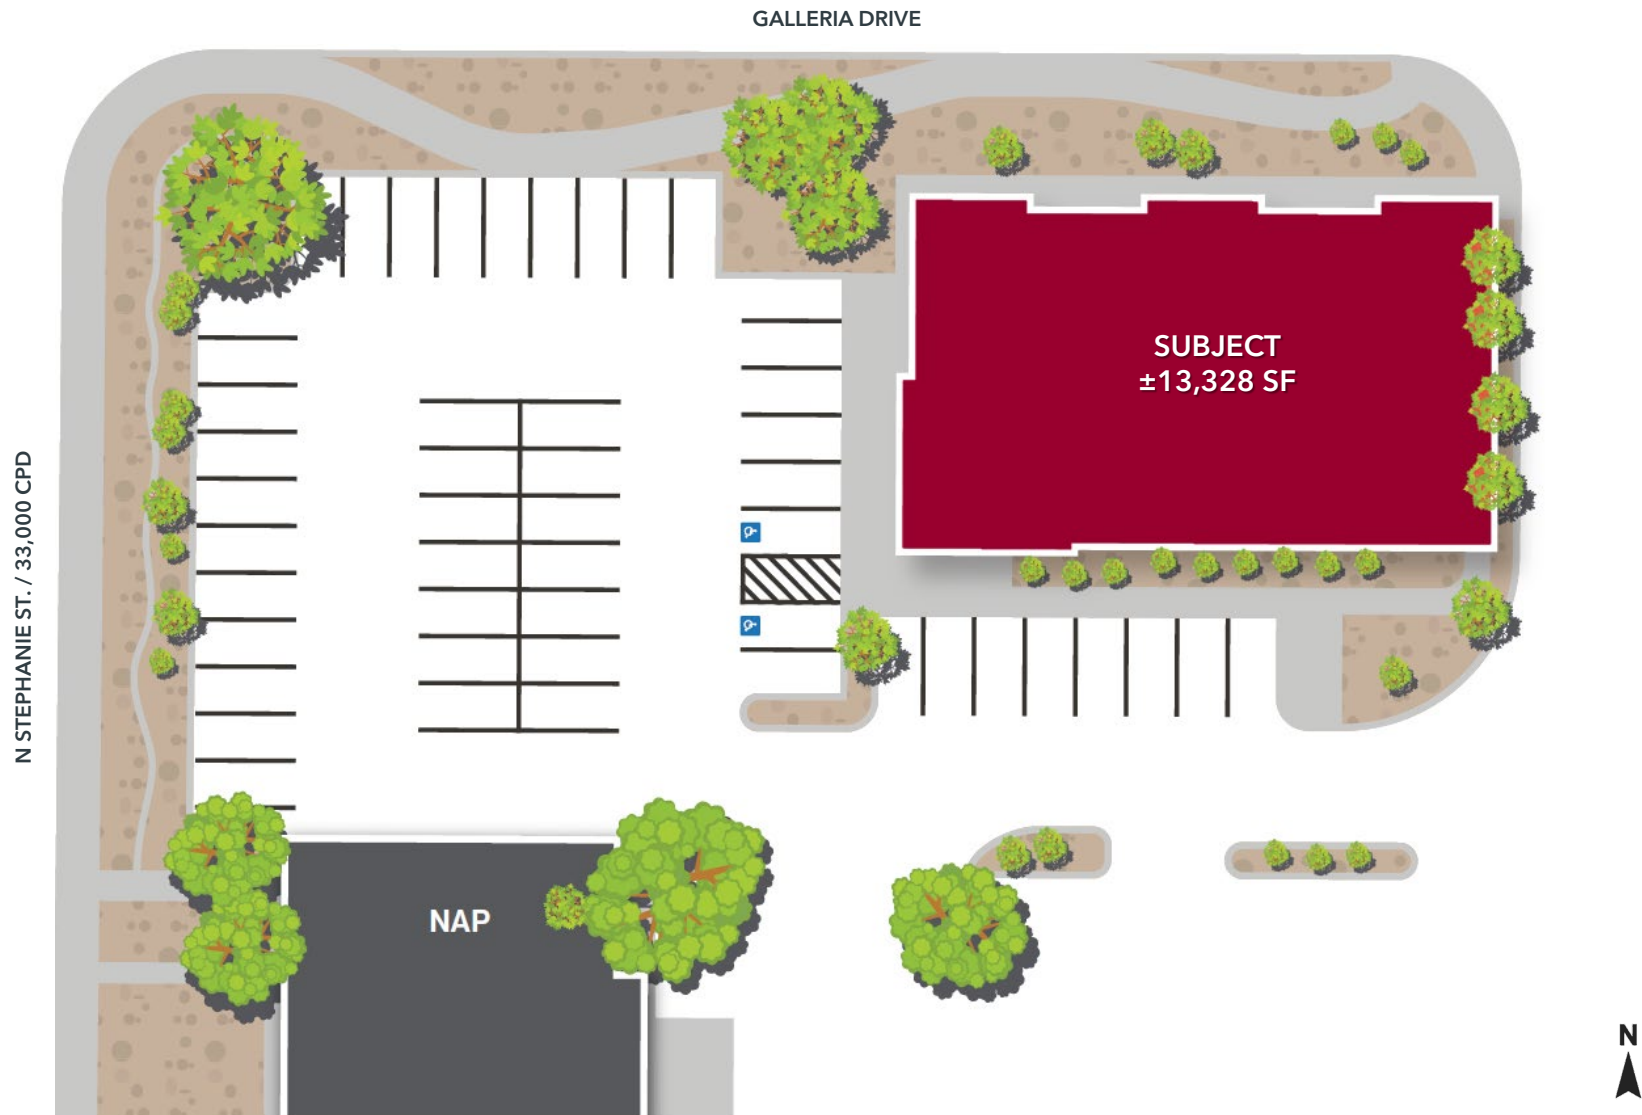 GALLERIA DRIVE
SUBJECT
±13,328 SF
N STEPHANIE ST. / 33,000 CPD
NAP
N